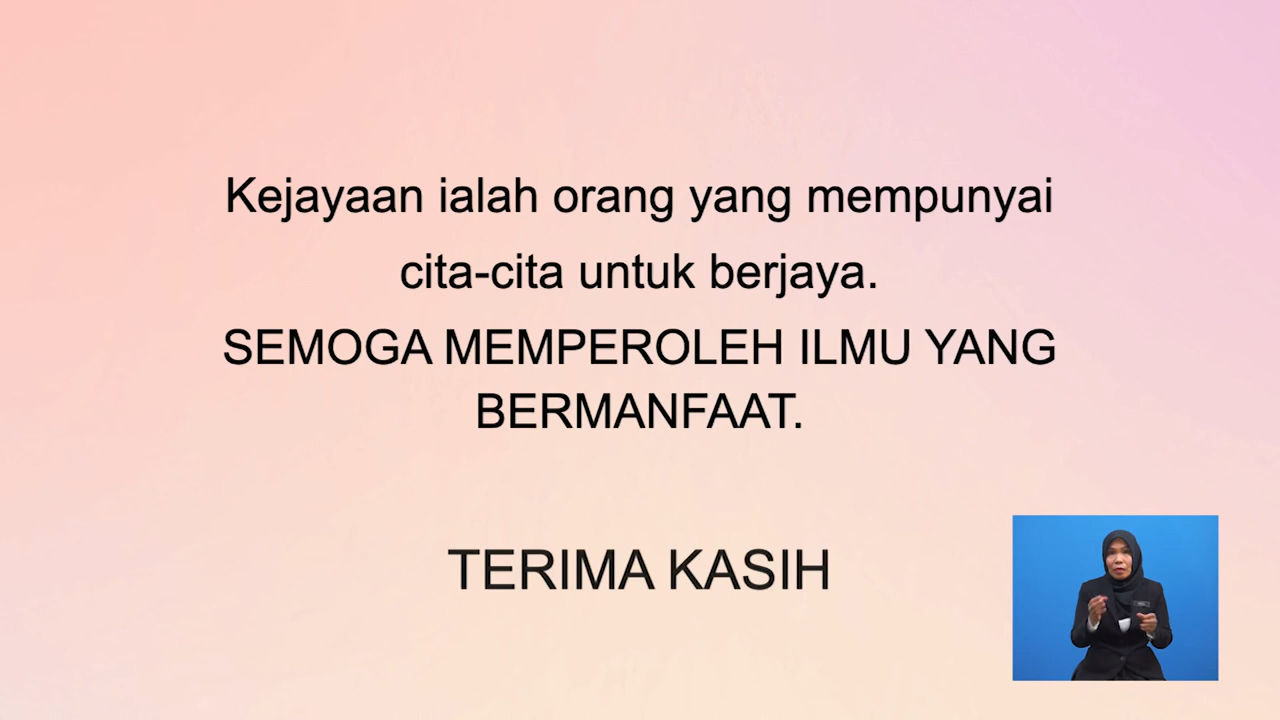 Kejayaan ialah orang yang mempunyai
cita-cita untuk berjaya.
SEMOGA MEMPEROLEH ILMU YANG
BERMANFAAT.
TERIMA KASIH